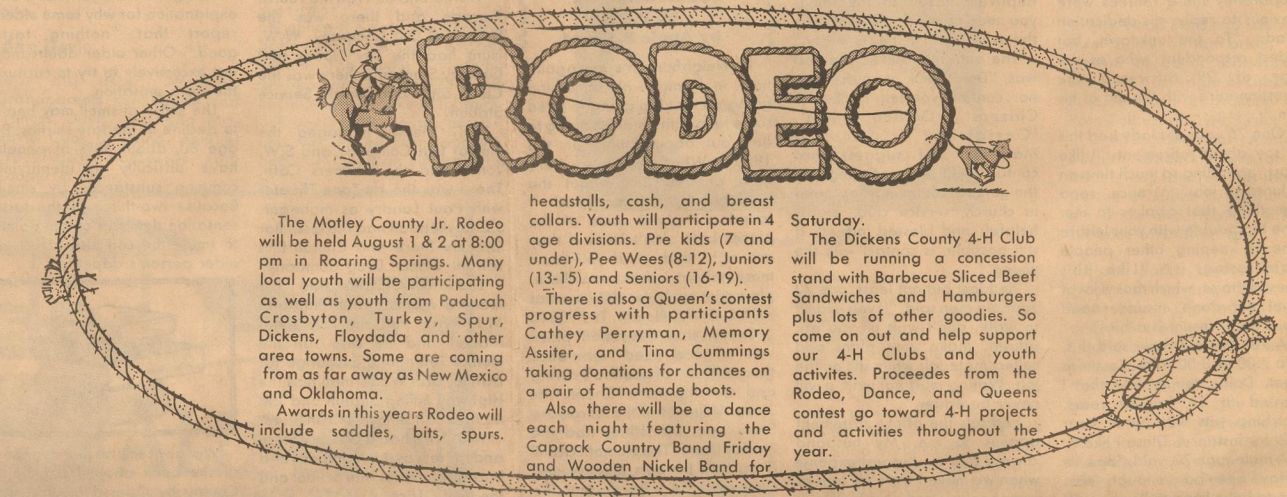 RODEO
The Motley County Jr. Rodeo
will be held August 1 & 2 at 8:00
pm in Roaring Springs. Many
local youth will be participating
as well as youth from Paducah
Crosbyton, Turkey, Spur,
Dickens, Floydada and other
area towns. Some are coming
from as far away as New Mexico
and Oklahoma.
Awards in this years Rodeo will
include saddles, bits, spurs.
headstalls, cash, and breast
collars. Youth will participate in 4
age divisions. Pre kids (7 and
under), Pee Wees (8-12), Juniors
(13-15) and Seniors (16-19).
There is also a Queen's contest
progress with participants
Cathey Perryman, Memory
Assiter, and Tina Cummings
taking donations for chances on
a pair of handmade boots.
Also there will be a dance
each night featuring the
Caprock Country Band Friday
and Wooden Nickel Band for
Saturday.
The Dickens County 4-H Club
will be running a concession
stand with Barbecue Sliced Beef
Sandwiches and Hamburgers
plus lots of other goodies. So
come on out and help support
our 4-H Clubs and youth
activites. Proceedes from the
Rodeo, Dance, and Queens
contest go toward 4-H projects
and activities throughout the
year.